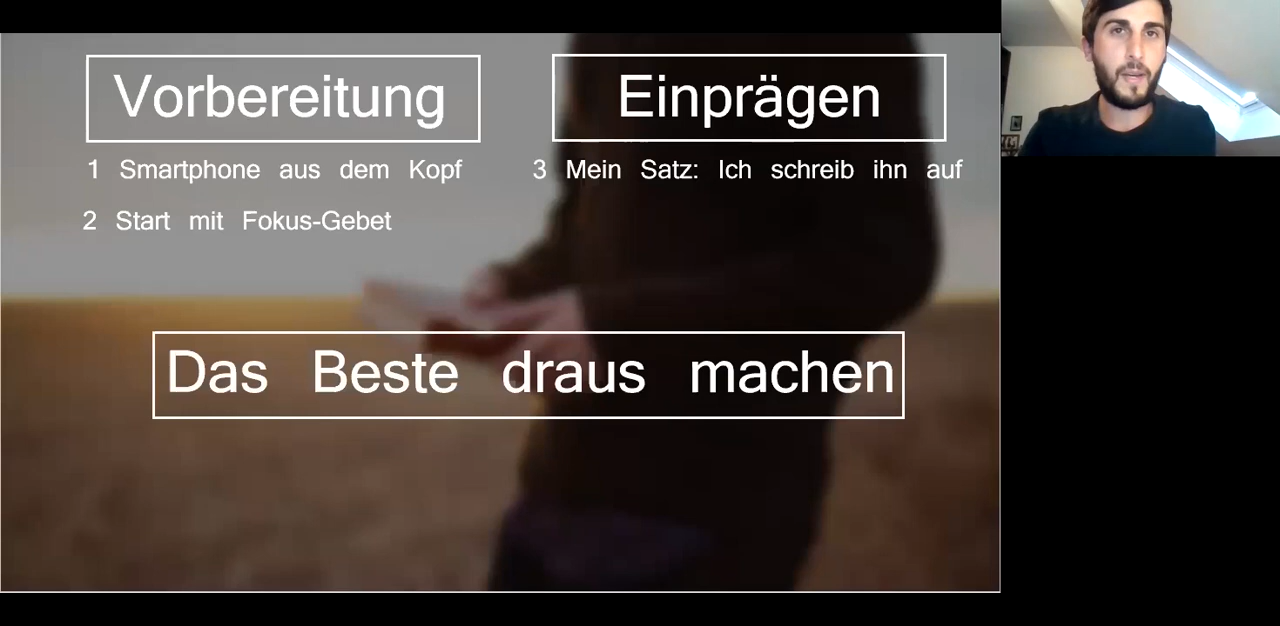 Vorbereitung
1 Smartphone aus dem Kopf
2 Start mit Fokus-Gebet
Einprägen
3 Mein Satz: Ich schreib ihn auf
Das Beste draus machen